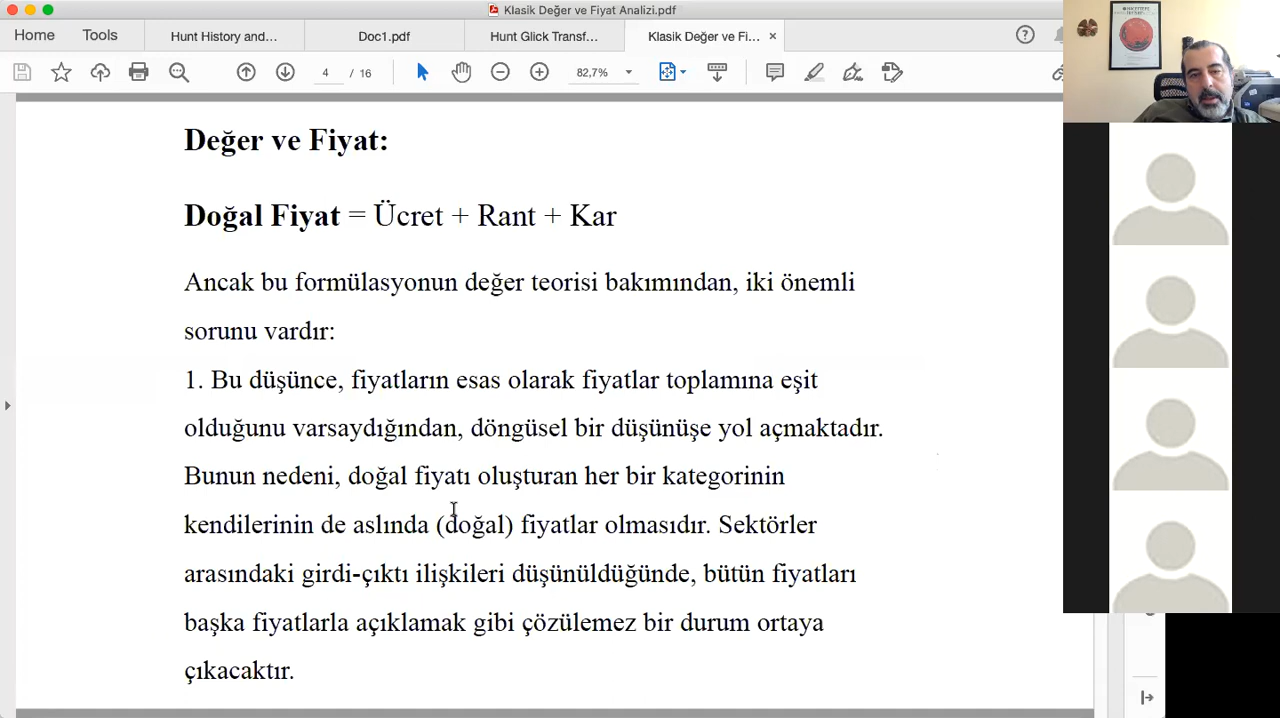 Klasik Değer ve Fiyat Analizi.pdf
Home Tools Hunt History and... Doc1.pdf Hunt Glick Transf... Klasik Değer ve Fi... ×
4 / 16 82,7%
Değer ve Fiyat:
Doğal Fiyat = Ücret + Rant + Kar
Ancak bu formülasyonun değer teorisi bakımından, iki önemli
sorunu vardır:
1. Bu düşünce, fiyatların esas olarak fiyatlar toplamına eşit
olduğunu varsaydığından, döngüsel bir düşünüşe yol açmaktadır.
Bunun nedeni, doğal fiyatı oluşturan her bir kategorinin
kendilerinin de aslında (doğal) fiyatlar olmasıdır. Sektörler
arasındaki girdi-çıktı ilişkileri düşünüldüğünde, bütün fiyatları
başka fiyatlarla açıklamak gibi çözülemez bir durum ortaya
çıkacaktır.